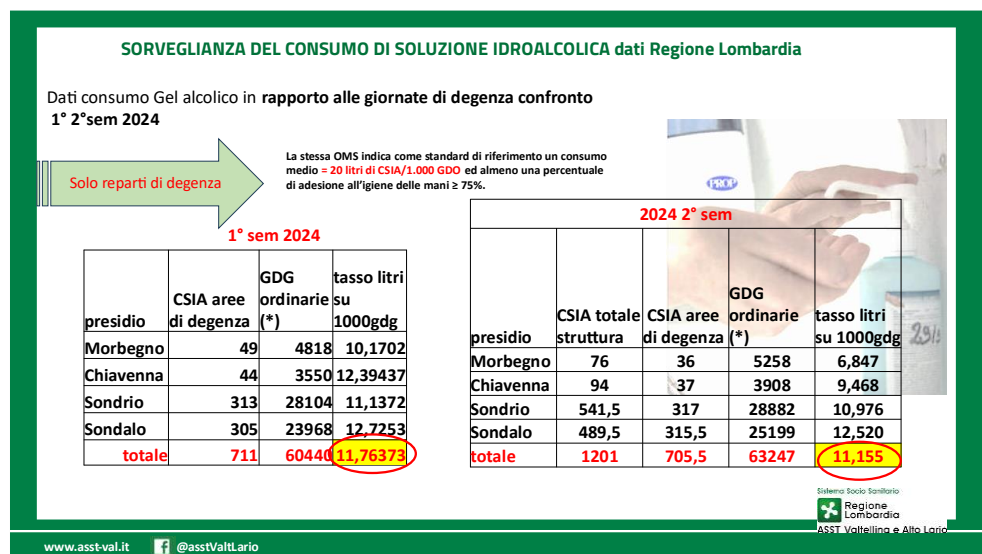 SORVEGLIANZA DEL CONSUMO DI SOLUZIONE IDROALCOLICA dati Regione Lombardia
Dati consumo Gel alcolico in rapporto alle giornate di degenza confronto
1° 2°sem 2024
Solo reparti di degenza
La stessa OMS indica come standard di riferimento un consumo
medio = 20 litri di CSIA/1.000 GDO ed almeno una percentuale
di adesione all'igiene delle mani ≥ 75%.
1° sem 2024
presidio CSIA aree di degenza GDG ordinarie (*) tasso litri su 1000gdg
Morbegno 49 4818 10,1702
Chiavenna 44 3550 12,39437
Sondrio 313 28104 11,1372
Sondalo 305 23968 12,7253
totale 711 60440 11,76373
2024 2° sem
presidio CSIA totale struttura CSIA aree di degenza GDG ordinarie (*) tasso litri su 1000gdg
Morbegno 76 36 5258 6,847
Chiavenna 94 37 3908 9,468
Sondrio 541,5 317 28882 10,976
Sondalo 489,5 315,5 25199 12,520
totale 1201 705,5 63247 11,155
PROP
29/5
Sistema Socio Sanitario
Regione
Lombardia
ASST Valtellina e Alto Lario
www.asst-val.it
@asstValtLario